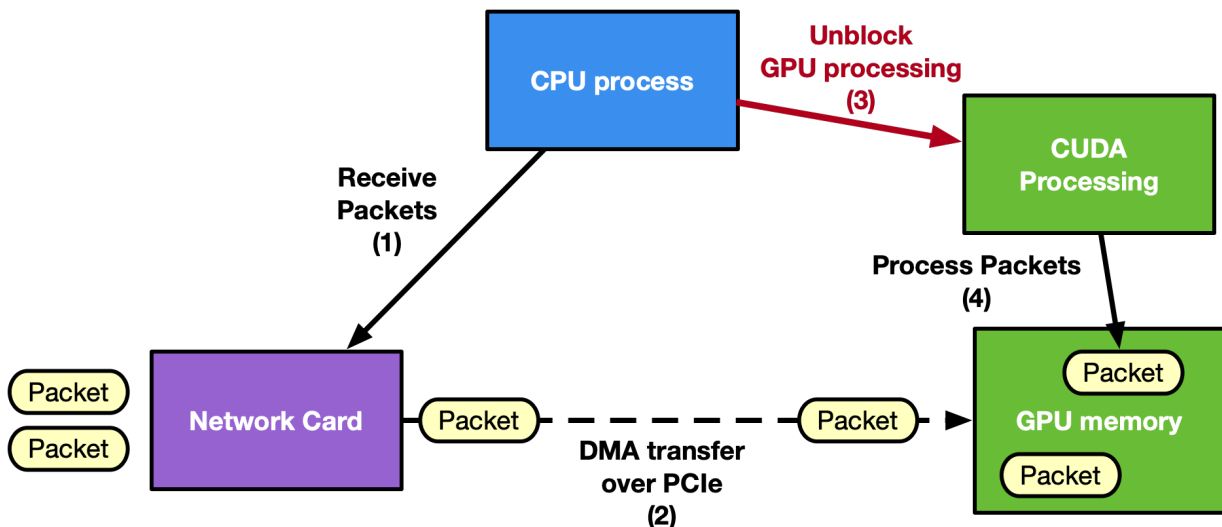 CPU process
Unblock
GPU processing
(3)
CUDA
Processing
Receive
Packets
(1)
Process Packets
(4)
Packet
Packet
Network Card
Packet
DMA transfer
over PCIe
(2)
Packet
Packet
GPU memory
Packet